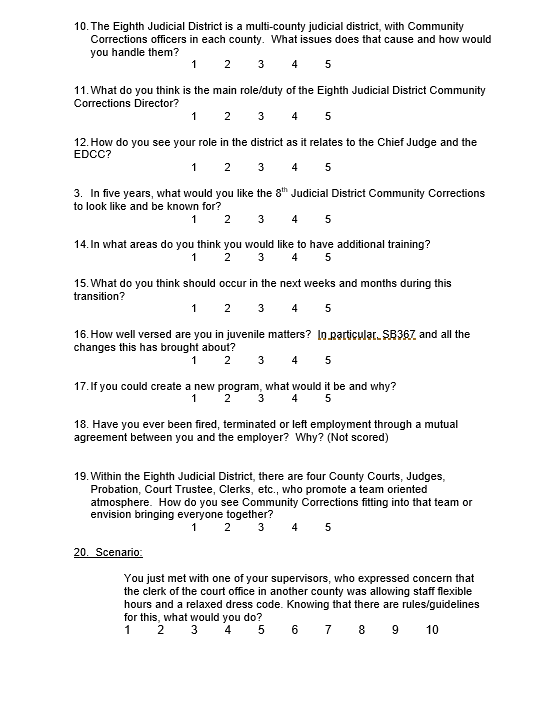 10. The Eighth Judicial District is a multi-county judicial district, with Community
Corrections officers in each county.  What issues does that cause and how would
you handle them?
1 2 3 4 5
11. What do you think is the main role/duty of the Eighth Judicial District Community
Corrections Director?
1 2 3 4 5
12. How do you see your role in the district as it relates to the Chief Judge and the
EDCC?
1 2 3 4 5
3. In five years, what would you like the 8th Judicial District Community Corrections
to look like and be known for?
1 2 3 4 5
14. In what areas do you think you would like to have additional training?
1 2 3 4 5
15. What do you think should occur in the next weeks and months during this
transition?
1 2 3 4 5
16. How well versed are you in juvenile matters?  In particular, SB367 and all the
changes this has brought about?
1 2 3 4 5
17. If you could create a new program, what would it be and why?
1 2 3 4 5
18. Have you ever been fired, terminated or left employment through a mutual
agreement between you and the employer?  Why? (Not scored)
19. Within the Eighth Judicial District, there are four County Courts, Judges,
Probation, Court Trustee, Clerks, etc., who promote a team oriented
atmosphere.  How do you see Community Corrections fitting into that team or
envision bringing everyone together?
1 2 3 4 5
20. Scenario:
You just met with one of your supervisors, who expressed concern that
the clerk of the court office in another county was allowing staff flexible
hours and a relaxed dress code. Knowing that there are rules/guidelines
for this, what would you do?
1 2 3 4 5 6 7 8 9 10